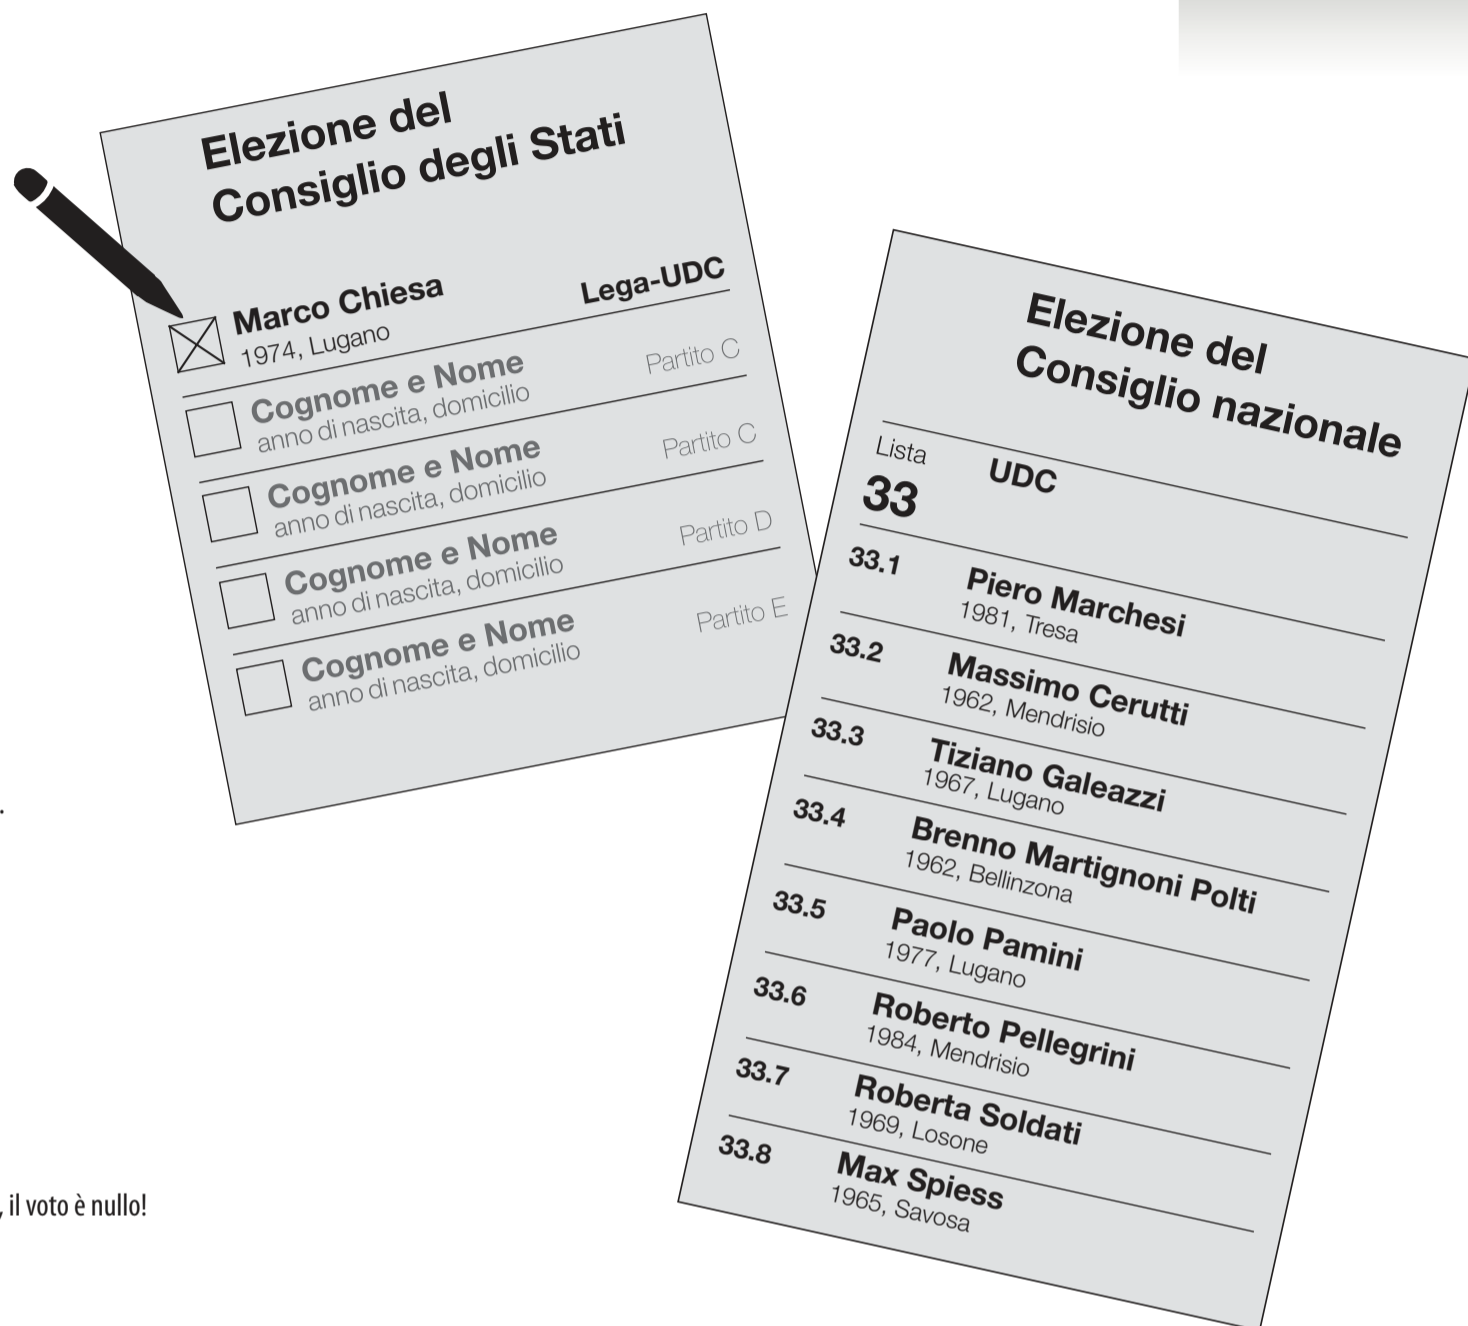 Elezione del
Consiglio degli Stati
Marco Chiesa
Lega-UDC
1974, Lugano
Cognome e Nome
Partito C
anno di nascita, domicilio
Cognome e Nome
Partito C
anno di nascita, domicilio
Cognome e Nome
Partito D
anno di nascita, domicilio
Cognome e Nome
Partito E
anno di nascita, domicilio
.
, il voto è nullo!
Elezione del
Consiglio nazionale
Lista
UDC
33
33.1
Piero Marchesi
1981, Tresa
33.2
Massimo Cerutti
1962, Mendrisio
33.3
Tiziano Galeazzi
1967, Lugano
33.4
Brenno Martignoni Polti
1962, Bellinzona
33.5
Paolo Pamini
1977, Lugano
33.6
Roberto Pellegrini
1984, Mendrisio
33.7
Roberta Soldati
1969, Losone
33.8
Max Spiess
1965, Savosa